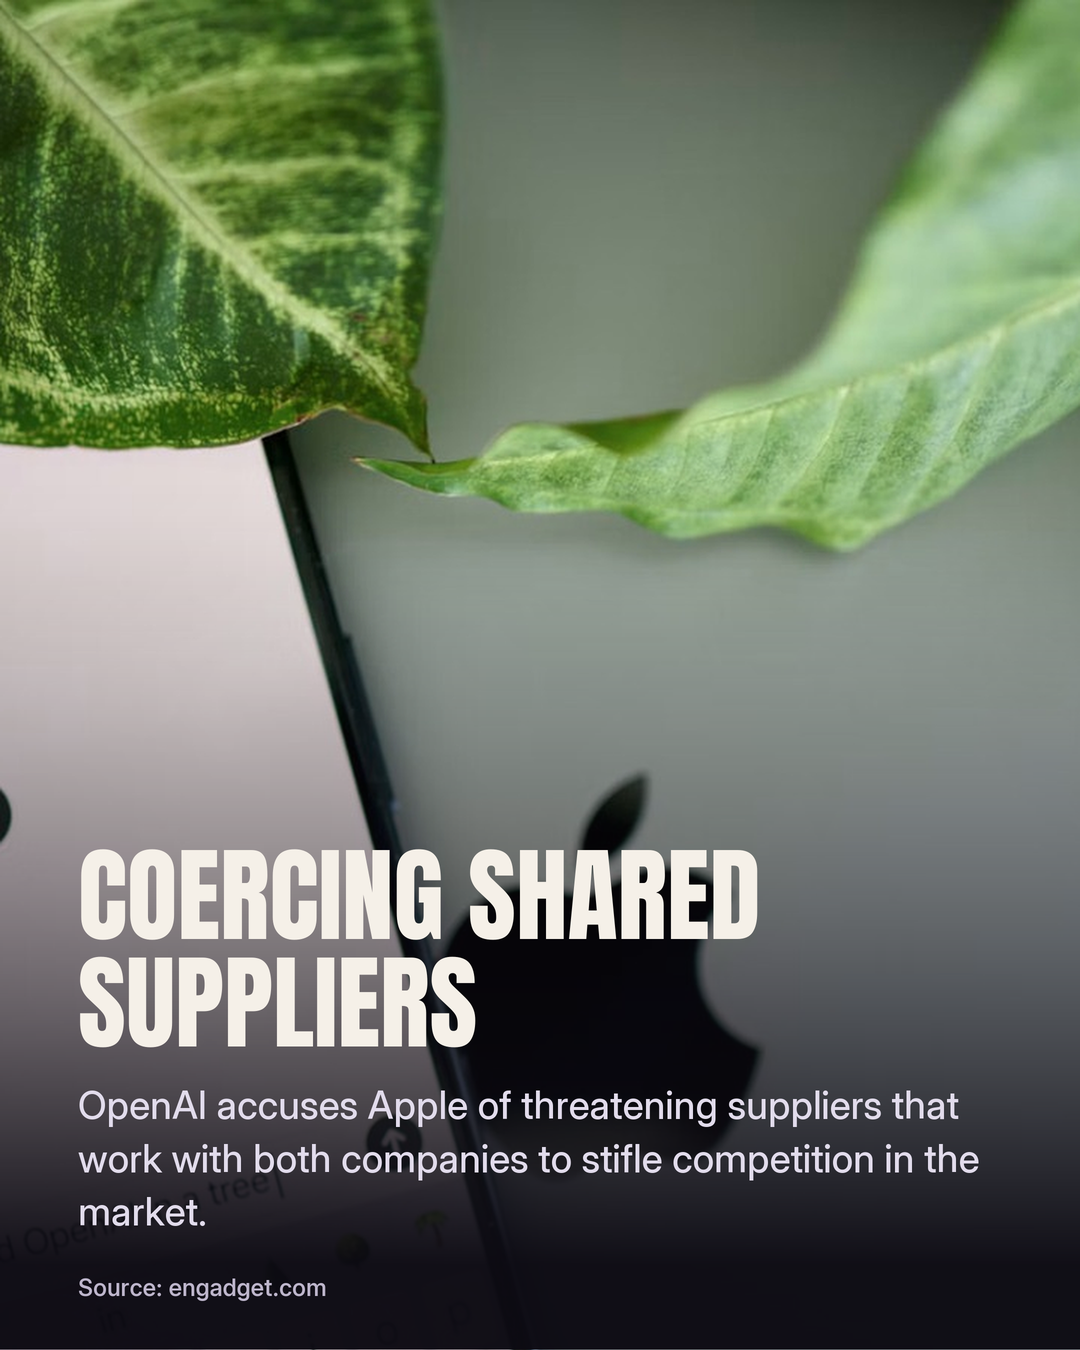 COERCING SHARED
SUPPLIERS
OpenAI accuses Apple of threatening suppliers that
work with both companies to stifle competition in the
market.
a tree
Source: engadget.com